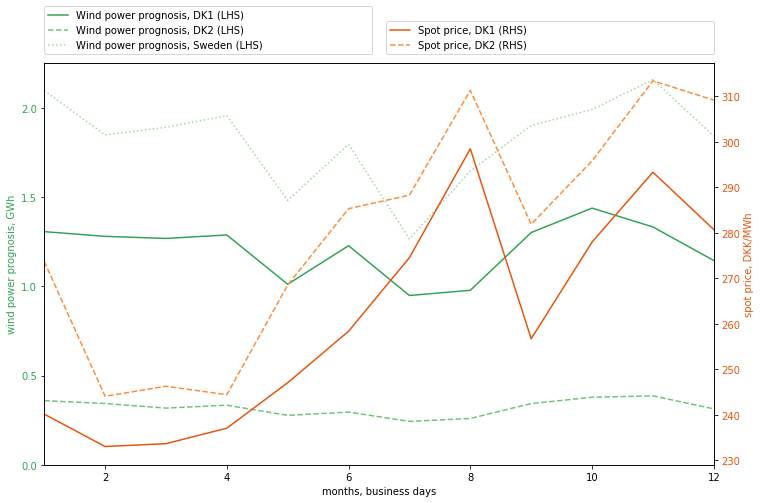 Wind power prognosis, DK1 (LHS)
Wind power prognosis, DK2 (LHS)
Wind power prognosis, Sweden (LHS)
Spot price, DK1 (RHS)
Spot price, DK2 (RHS)
wind power prognosis, GWh
2.0
1.5
1.0
0.5
0.0
310
300
290
280
270
260
250
240
230
spot price, DKK/MWh
2 4 6 8 10 12
months, business days